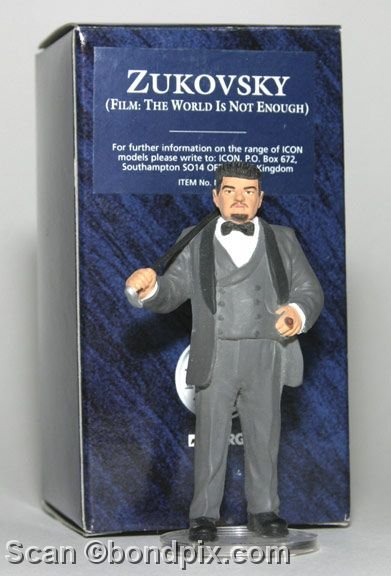 ZUKOVSKY
(FILM: THE WORLD IS NOT ENOUGH)
For further information on the range of ICON
models please write to: ICON, P.O. Box 672,
Southampton SO14 Kingdom
ITEM No.
Scan ©bondpix.com